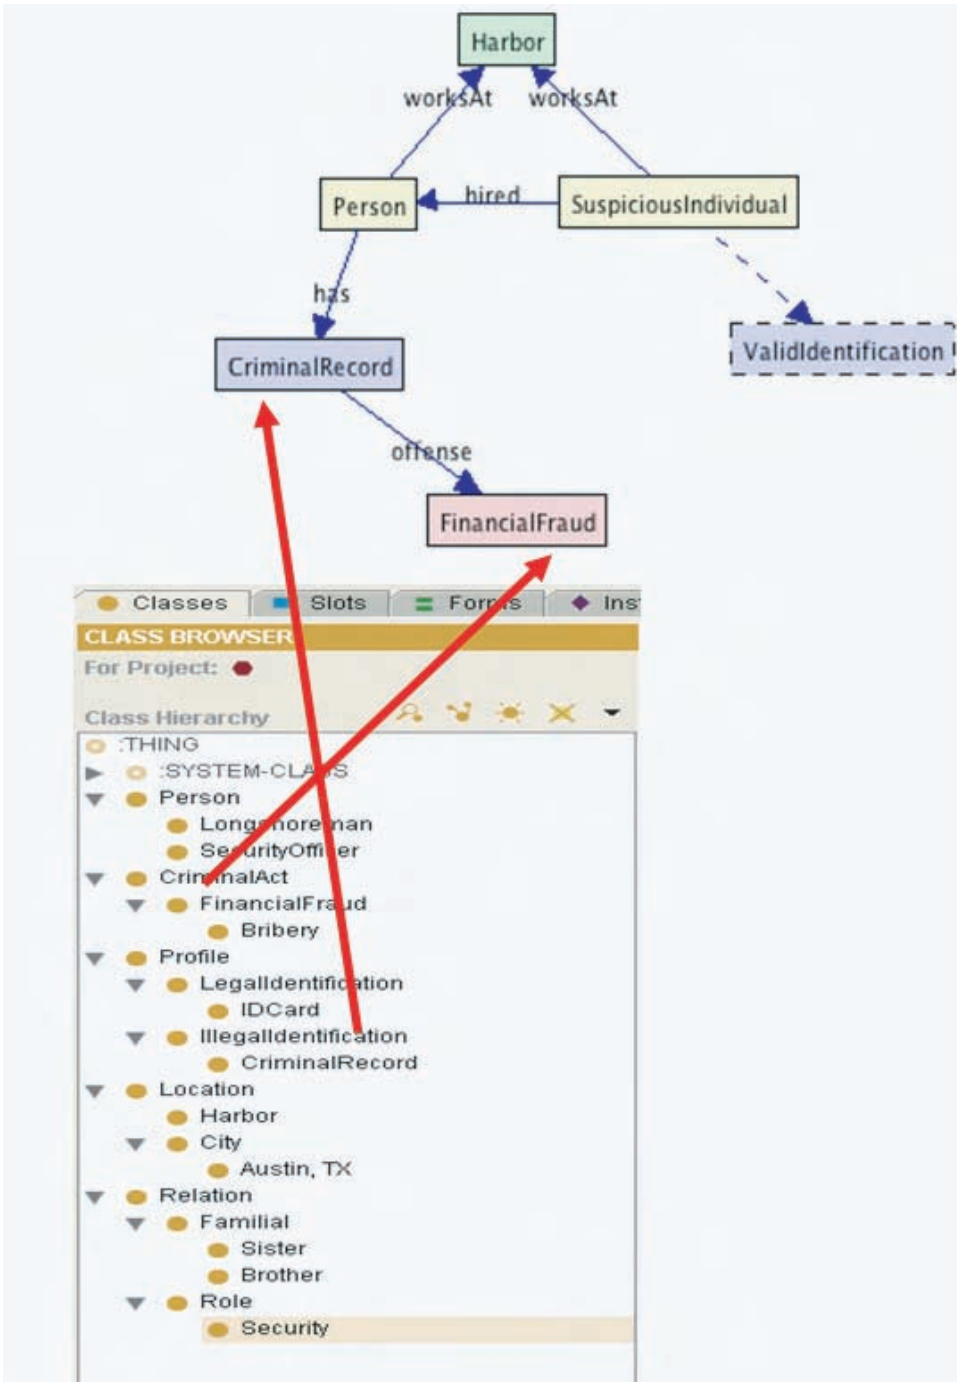 Harbor
worksAt worksAt
Person hired SuspiciousIndividual
has
CriminalRecord ValidIdentification
offense
FinancialFraud
Classes Slots Forms Ins
CLASS BROWSER
For Project:
Class Hierarchy
:THING
:SYSTEM-CLASS
Person
Longshoreman
SecurityOfficer
CriminalAct
FinancialFraud
Bribery
Profile
LegalIdentification
IDCard
IllegalIdentification
CriminalRecord
Location
Harbor
City
Austin, TX
Relation
Familial
Sister
Brother
Role
Security